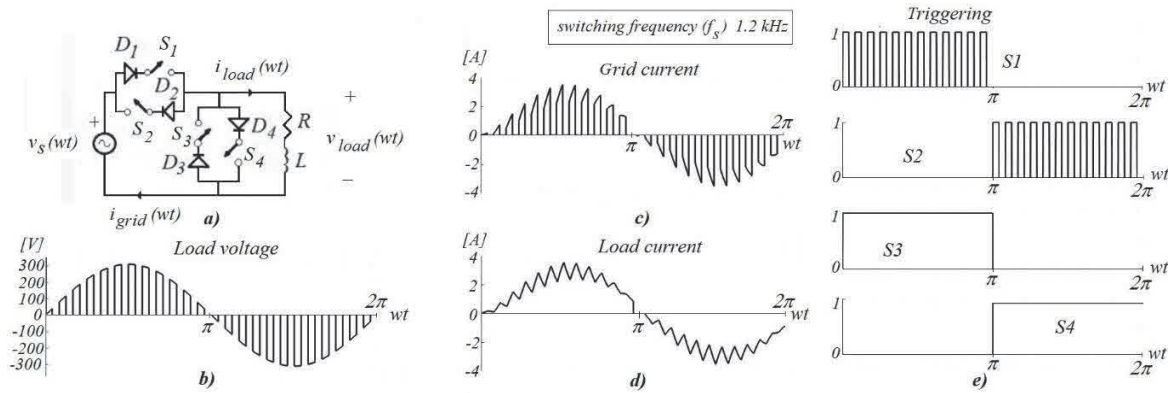 switching frequency (f_s) 1.2 kHz
D1 S1
D2
S2
i_load (wt)
v_s(wt)
+
S3
D3
D4
S4
R
L
+
v_load(wt)
−
i_grid (wt)
a)
[V]
Load voltage
300
200
100
0
-100
-200
-300
π
2π
wt
b)
[A]
Grid current
4
2
0
-2
-4
π
2π
wt
c)
[A]
Load current
4
2
0
-2
-4
π
2π
wt
d)
Triggering
1
0
S1
wt
π
2π
1
0
S2
wt
π
2π
1
0
S3
wt
π
2π
1
0
S4
wt
π
2π
e)